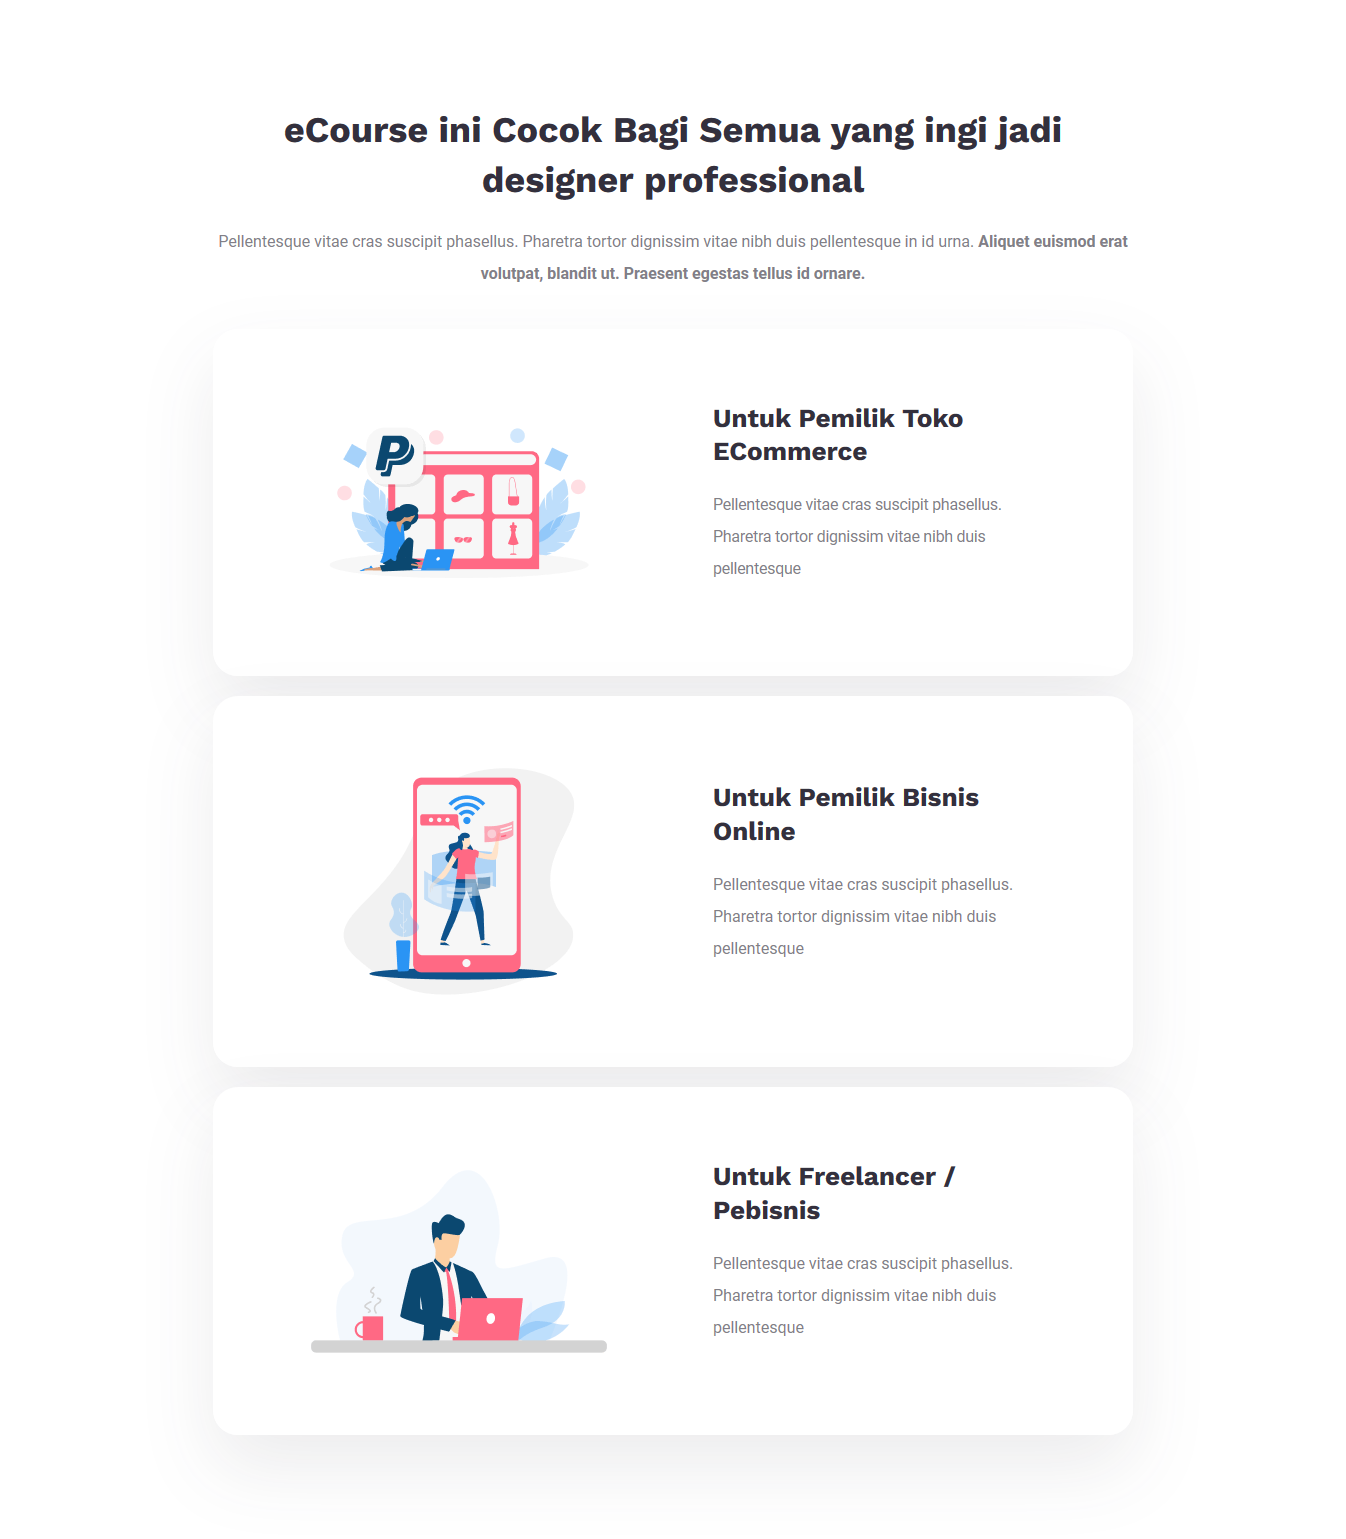 eCourse ini Cocok Bagi Semua yang ingi jadi
designer professional
Pellentesque vitae cras suscipit phasellus. Pharetra tortor dignissim vitae nibh duis pellentesque in id urna. Aliquet euismod erat
volutpat, blandit ut. Praesent egestas tellus id ornare.
Untuk Pemilik Toko
ECommerce
Pellentesque vitae cras suscipit phasellus.
Pharetra tortor dignissim vitae nibh duis
pellentesque
Untuk Pemilik Bisnis
Online
Pellentesque vitae cras suscipit phasellus.
Pharetra tortor dignissim vitae nibh duis
pellentesque
Untuk Freelancer /
Pebisnis
Pellentesque vitae cras suscipit phasellus.
Pharetra tortor dignissim vitae nibh duis
pellentesque